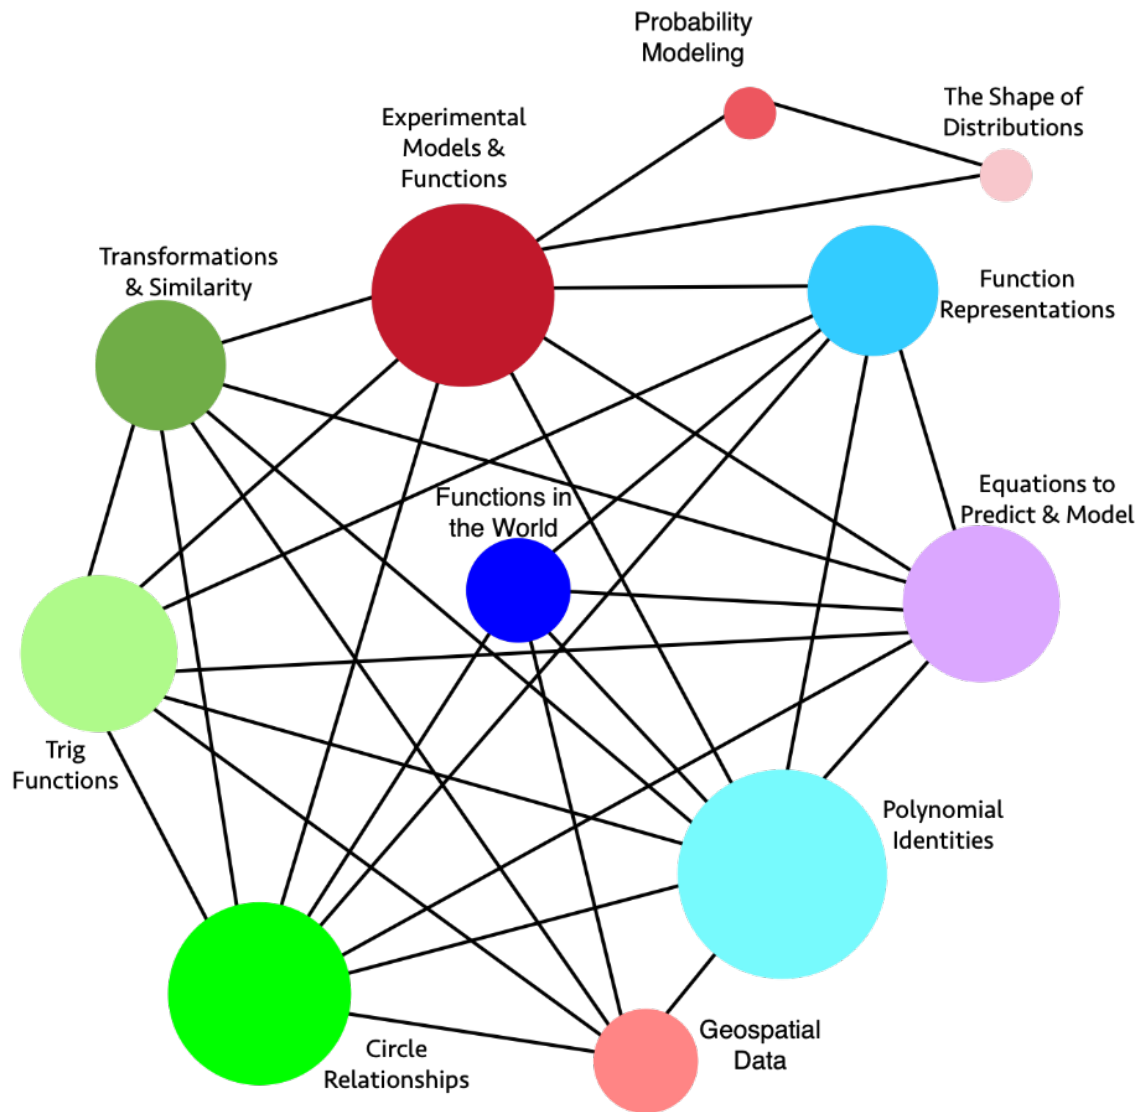 Probability
Modeling
The Shape of
Distributions
Experimental
Models &
Functions
Transformations
& Similarity
Function
Representations
Functions in
the World
Equations to
Predict & Model
Trig
Functions
Polynomial
Identities
Geospatial
Data
Circle
Relationships